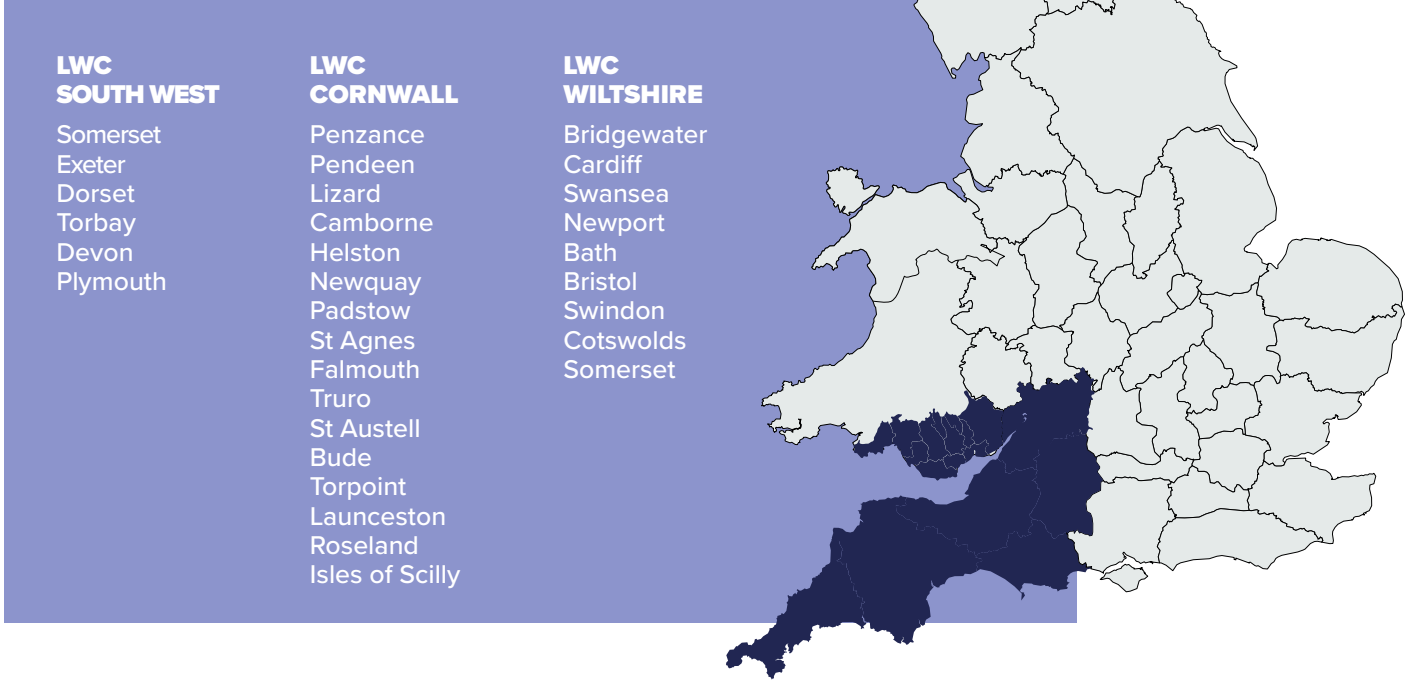 LWC
SOUTH WEST
Somerset
Exeter
Dorset
Torbay
Devon
Plymouth
LWC
CORNWALL
Penzance
Pendeen
Lizard
Camborne
Helston
Newquay
Padstow
St Agnes
Falmouth
Truro
St Austell
Bude
Torpoint
Launceston
Roseland
Isles of Scilly
LWC
WILTSHIRE
Bridgewater
Cardiff
Swansea
Newport
Bath
Bristol
Swindon
Cotswolds
Somerset